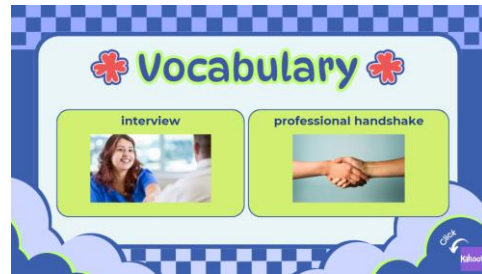 Vocabulary
interview
professional handshake
Click
Kahoot